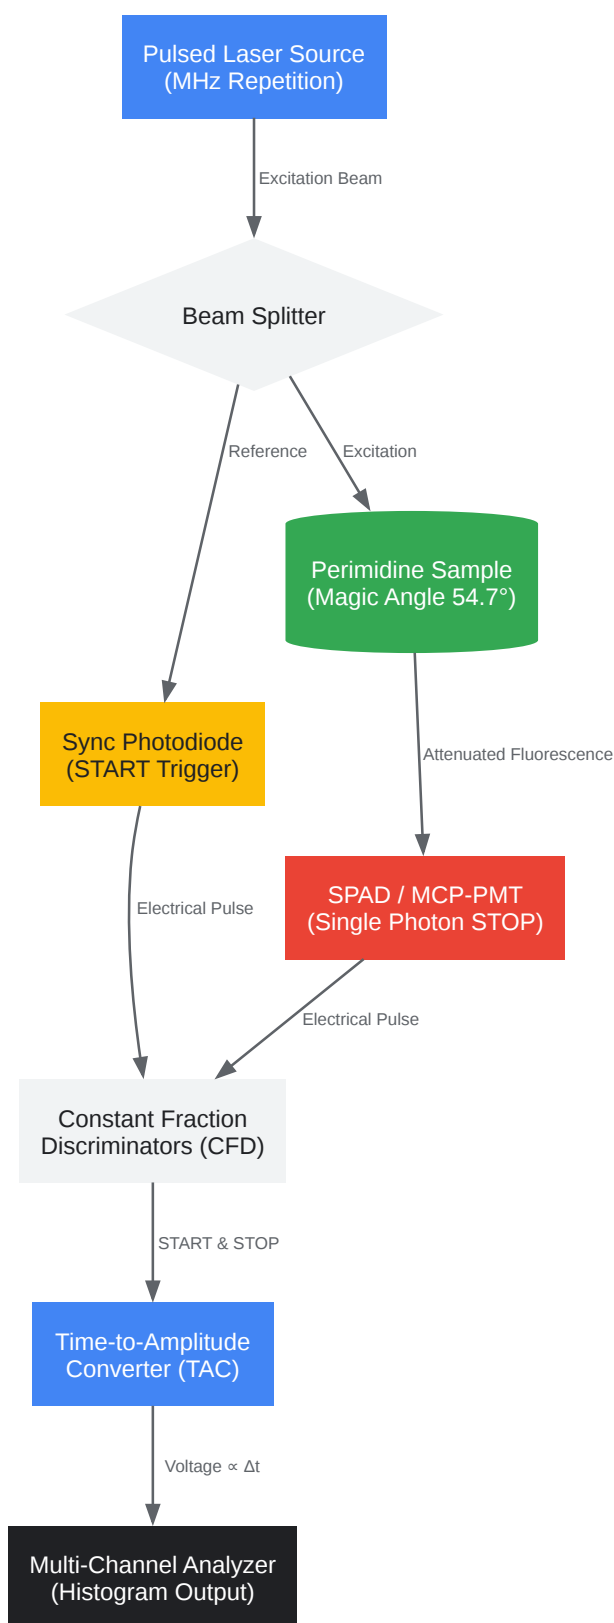 Pulsed Laser Source
(MHz Repetition)
Excitation Beam
Beam Splitter
Reference
Excitation
Perimidine Sample
(Magic Angle 54.7°)
Sync Photodiode
(START Trigger)
Attenuated Fluorescence
SPAD / MCP-PMT
(Single Photon STOP)
Electrical Pulse
Electrical Pulse
Constant Fraction
Discriminators (CFD)
START & STOP
Time-to-Amplitude
Converter (TAC)
Voltage ∝ Δt
Multi-Channel Analyzer
(Histogram Output)